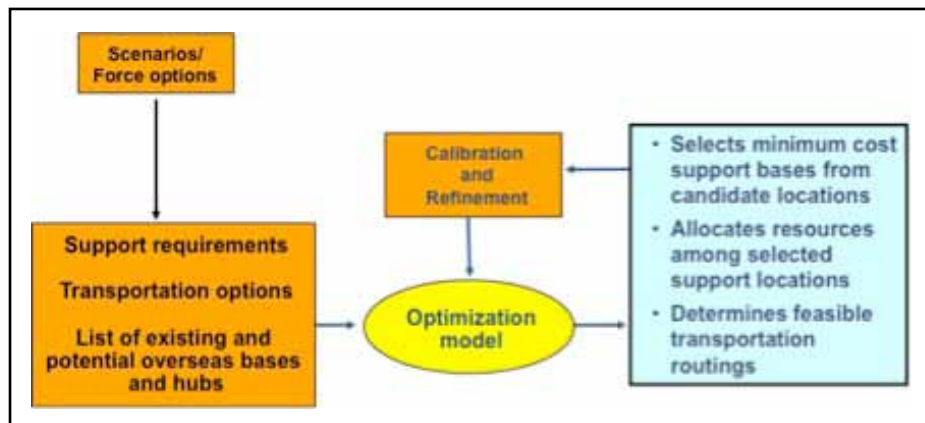 Scenarios/
Force options
Calibration
and
Refinement
• Selects minimum cost
support bases from
candidate locations
• Allocates resources
among selected
support locations
• Determines feasible
transportation
routings
Support requirements
Transportation options
List of existing and
potential overseas bases
and hubs
Optimization
model